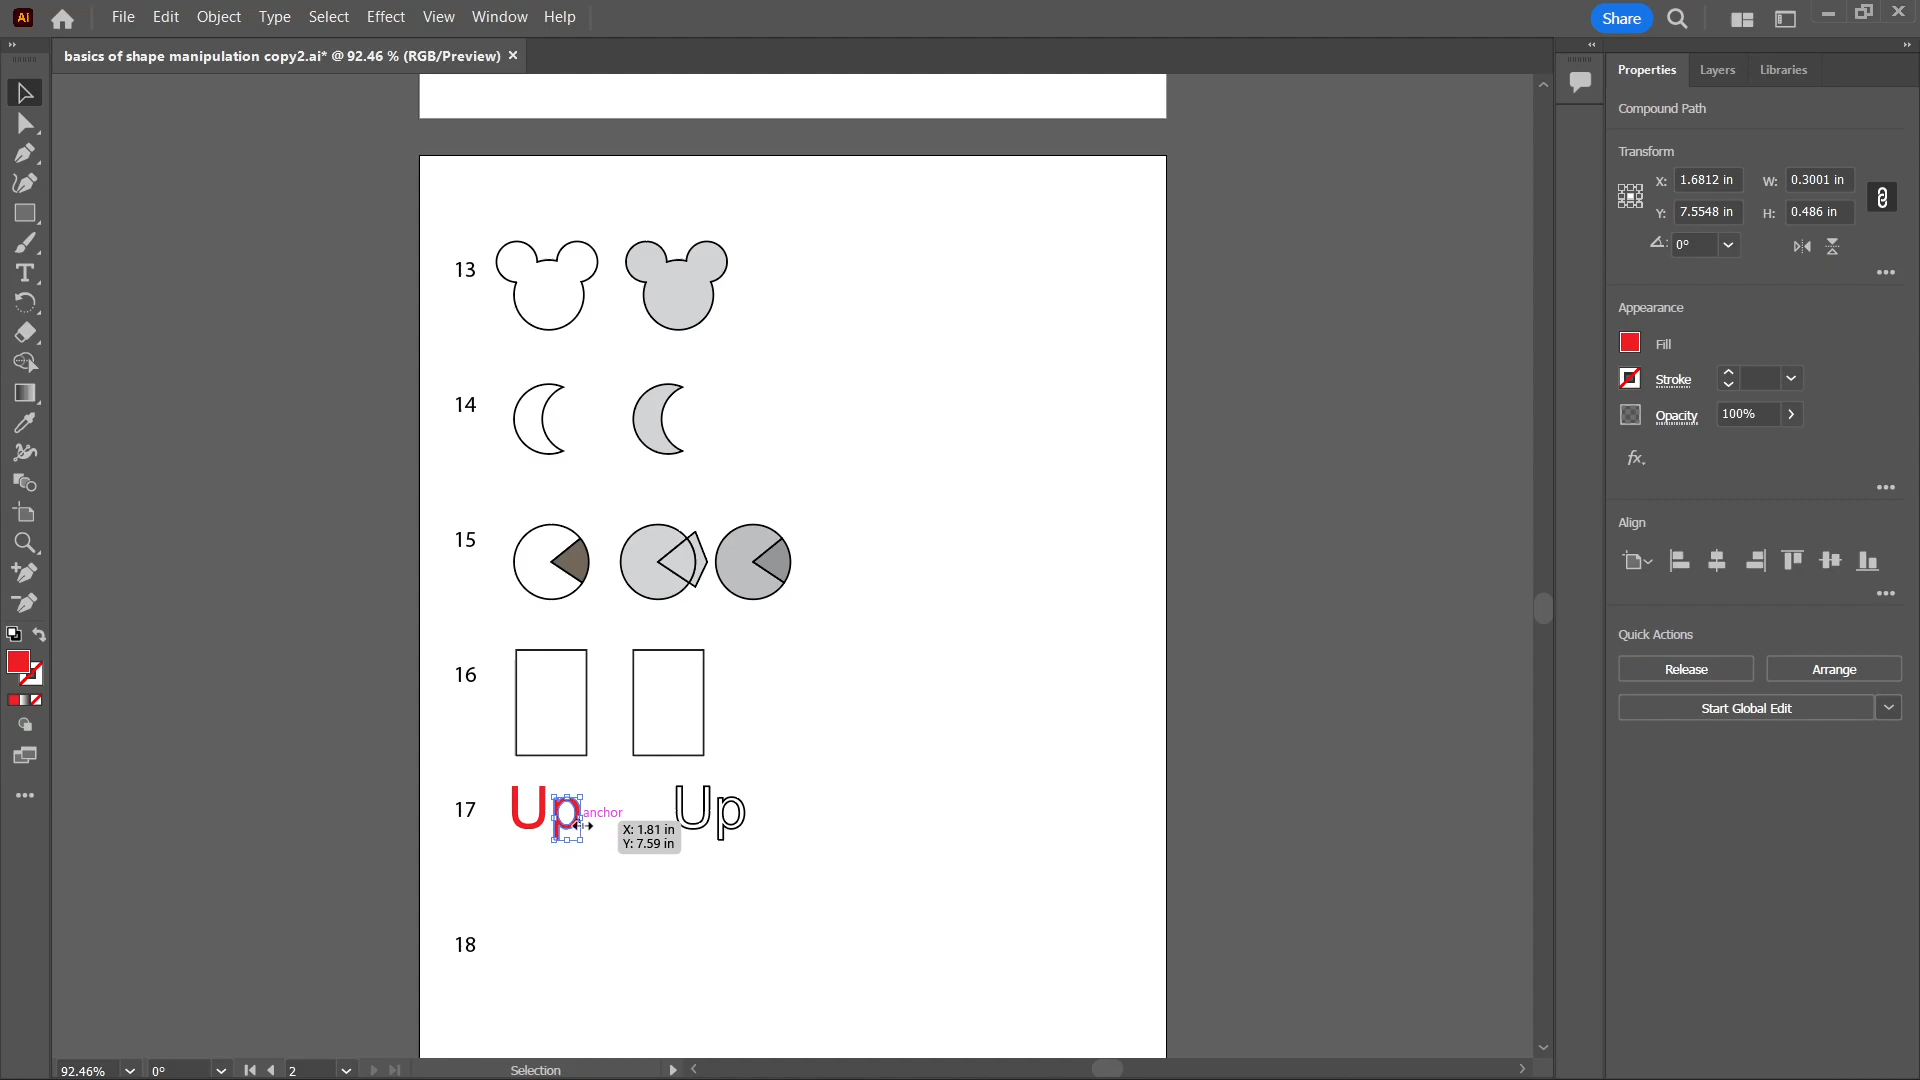 Ai
File Edit Object Type Select Effect View Window Help
Share
basics of shape manipulation copy2.ai* @ 92.46 % (RGB/Preview) ×
Properties Layers Libraries
Compound Path
Transform
X: 1.6812 in W: 0.3001 in
Y: 7.5548 in H: 0.486 in
0°
Appearance
Fill
Stroke
Opacity 100%
fx
Align
Quick Actions
Release Arrange
Start Global Edit
13
14
15
16
17 Up anchor Up
X: 1.81 in
Y: 7.59 in
18
92.46% 0° 2 Selection